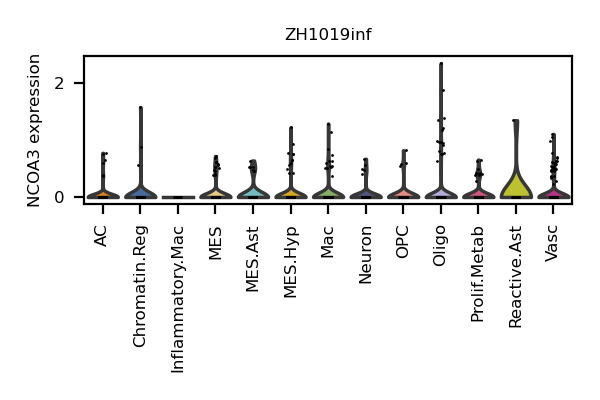 ZH1019inf
NCOA3 expression
2
0
AC
Chromatin.Reg
Inflammatory.Mac
MES
MES.Ast
MES.Hyp
Mac
Neuron
OPC
Oligo
Prolif.Metab
Reactive.Ast
Vasc